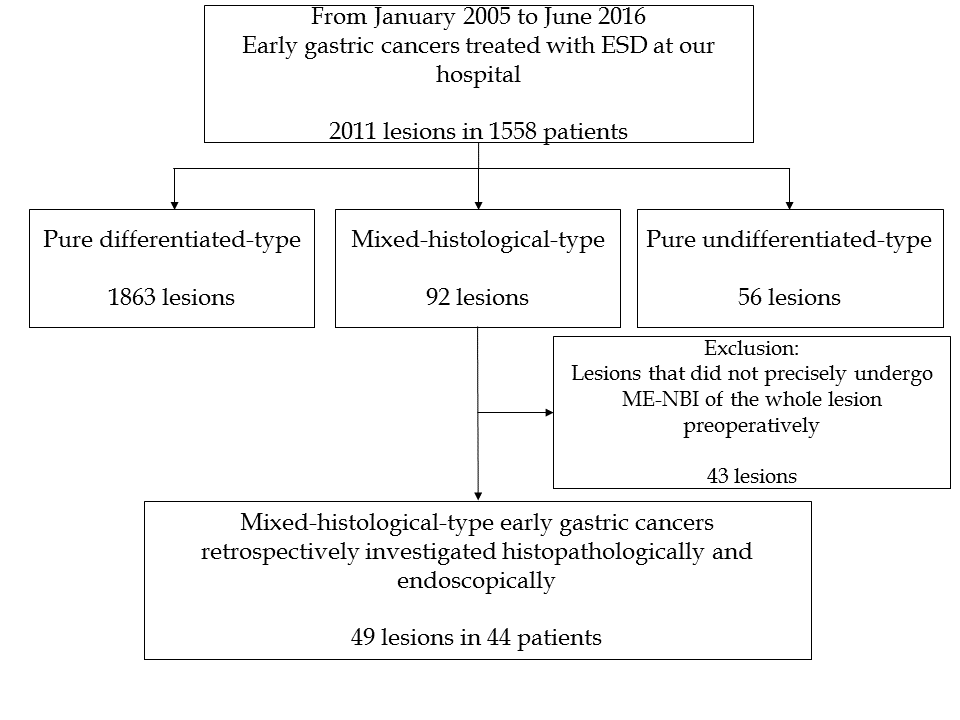 From January 2005 to June 2016
Early gastric cancers treated with ESD at our
hospital
2011 lesions in 1558 patients
Pure differentiated-type
1863 lesions
Mixed-histological-type
92 lesions
Pure undifferentiated-type
56 lesions
Exclusion:
Lesions that did not precisely undergo
ME-NBI of the whole lesion
preoperatively
43 lesions
Mixed-histological-type early gastric cancers
retrospectively investigated histopathologically and
endoscopically
49 lesions in 44 patients